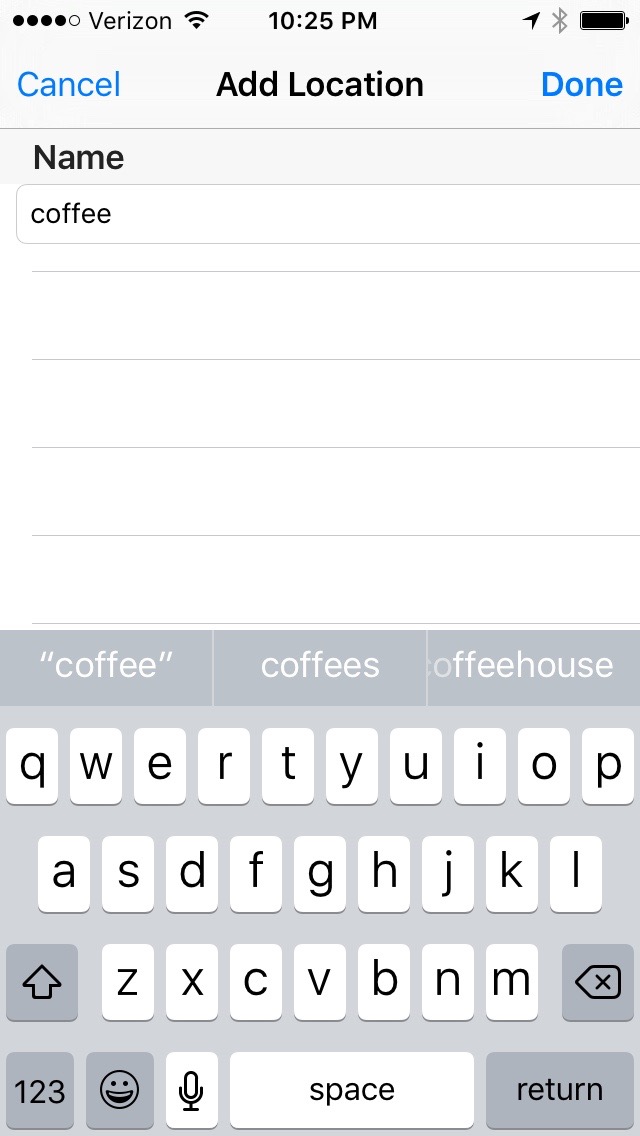 Verizon 10:25 PM
Cancel Add Location Done
Name
coffee
“coffee” coffees coffeehouse
q w e r t y u i o p
a s d f g h j k l
z x c v b n m
123 space return